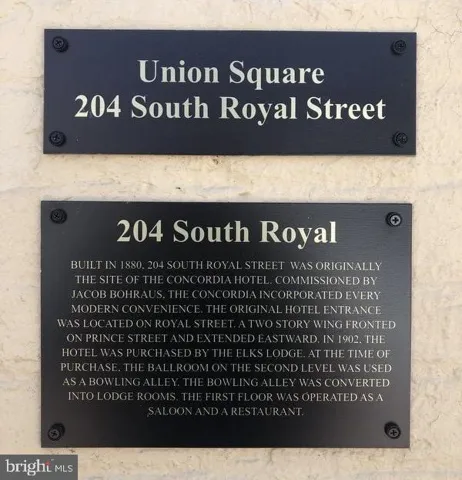 Union Square
204 South Royal Street
204 South Royal
BUILT IN 1880, 204 SOUTH ROYAL STREET WAS ORIGINALLY
THE SITE OF THE CONCORDIA HOTEL. COMMISSIONED BY
JACOB BOHRAUS, THE CONCORDIA INCORPORATED EVERY
MODERN CONVENIENCE. THE ORIGINAL HOTEL ENTRANCE
WAS LOCATED ON ROYAL STREET. A TWO STORY WING FRONTED
ON PRINCE STREET AND EXTENDED EASTWARD. IN 1902, THE
HOTEL WAS PURCHASED BY THE ELKS LODGE. AT THE TIME OF
PURCHASE, THE BALLROOM ON THE SECOND LEVEL WAS USED
AS A BOWLING ALLEY. THE BOWLING ALLEY WAS CONVERTED
INTO LODGE ROOMS. THE FIRST FLOOR WAS OPERATED AS A
SALOON AND A RESTAURANT.
bright MLS